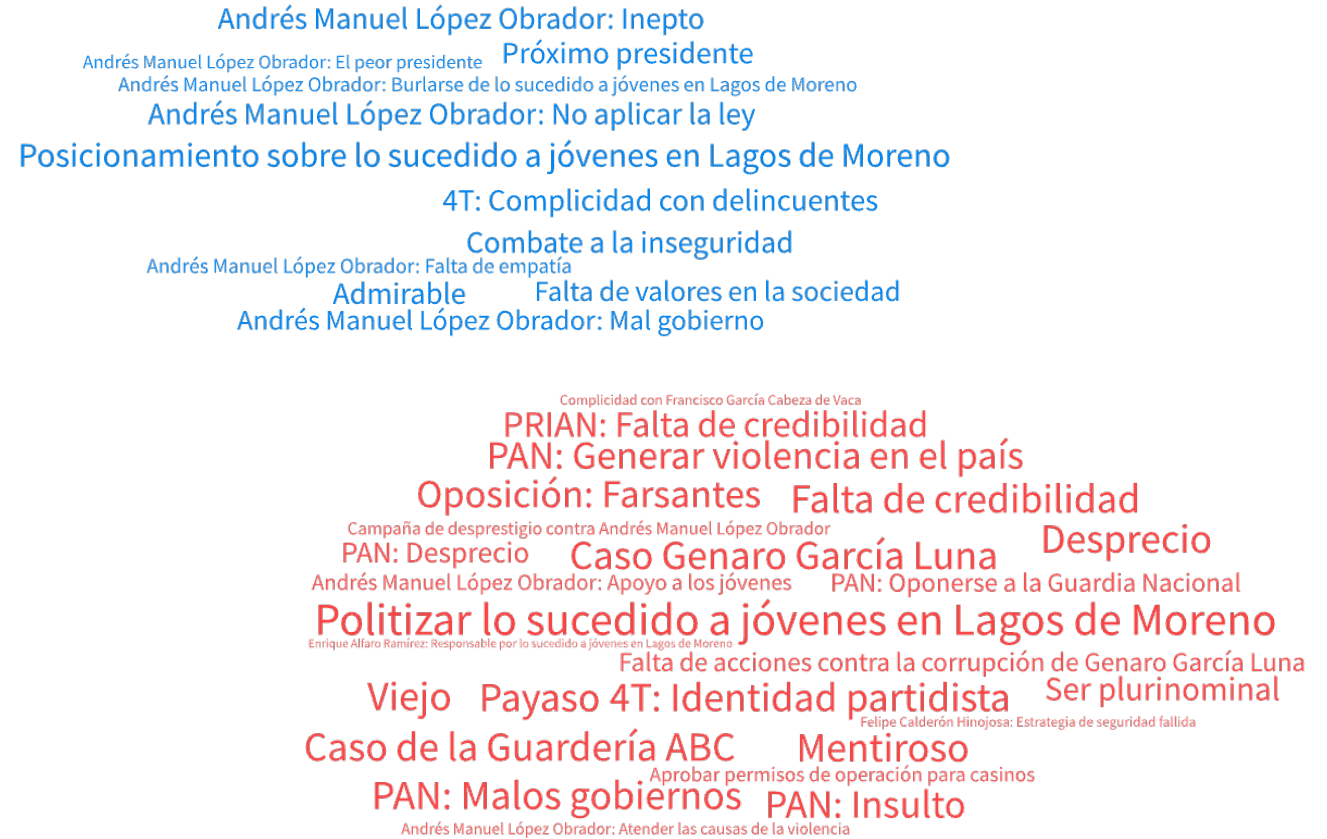 Andrés Manuel López Obrador: Inepto
Andrés Manuel López Obrador: El peor presidente
Próximo presidente
Andrés Manuel López Obrador: Burlarse de lo sucedido a jóvenes en Lagos de Moreno
Andrés Manuel López Obrador: No aplicar la ley
Posicionamiento sobre lo sucedido a jóvenes en Lagos de Moreno
4T: Complicidad con delincuentes
Combate a la inseguridad
Andrés Manuel López Obrador: Falta de empatía
Admirable
Falta de valores en la sociedad
Andrés Manuel López Obrador: Mal gobierno
Complicidad con Francisco García Cabeza de Vaca
PRIAN: Falta de credibilidad
PAN: Generar violencia en el país
Oposición: Farsantes
Falta de credibilidad
Campaña de desprestigio contra Andrés Manuel López Obrador
Desprecio
PAN: Desprecio
Caso Genaro García Luna
Andrés Manuel López Obrador: Apoyo a los jóvenes
PAN: Oponerse a la Guardia Nacional
Politizar lo sucedido a jóvenes en Lagos de Moreno
Enrique Alfaro Ramírez: Responsable por lo sucedido a jóvenes en Lagos de Moreno
Falta de acciones contra la corrupción de Genaro García Luna
Viejo
Payaso
4T: Identidad partidista
Ser plurinominal
Felipe Calderón Hinojosa: Estrategia de seguridad fallida
Caso de la Guardería ABC
Mentiroso
Aprobar permisos de operación para casinos
PAN: Malos gobiernos
PAN: Insulto
Andrés Manuel López Obrador: Atender las causas de la violencia